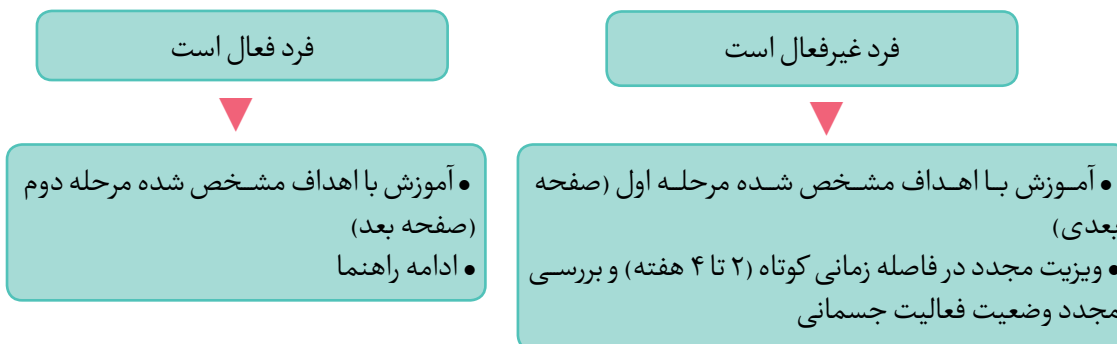 فرد غیرفعال است
• آموزش با اهداف مشخص شده مرحله اول (صفحه
بعدی)
• ویزیت مجدد در فاصله زمانی کوتاه (۲ تا ۴ هفته) و بررسی
مجدد وضعیت فعالیت جسمانی
فرد فعال است
• آموزش با اهداف مشخص شده مرحله دوم
(صفحه بعد)
• ادامه راهنما